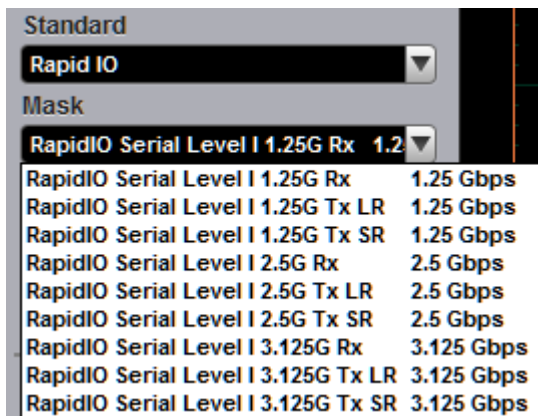 Standard
Rapid IO
Mask
RapidIO Serial Level I 1.25G Rx 1.2
RapidIO Serial Level I 1.25G Rx 1.25 Gbps
RapidIO Serial Level I 1.25G Tx LR 1.25 Gbps
RapidIO Serial Level I 1.25G Tx SR 1.25 Gbps
RapidIO Serial Level I 2.5G Rx 2.5 Gbps
RapidIO Serial Level I 2.5G Tx LR 2.5 Gbps
RapidIO Serial Level I 2.5G Tx SR 2.5 Gbps
RapidIO Serial Level I 3.125G Rx 3.125 Gbps
RapidIO Serial Level I 3.125G Tx LR 3.125 Gbps
RapidIO Serial Level I 3.125G Tx SR 3.125 Gbps